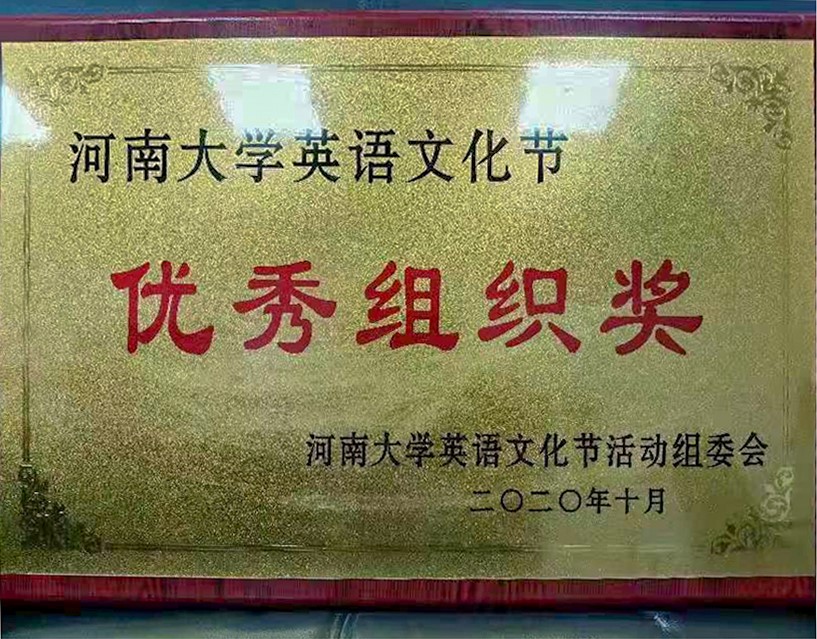 河南大学英语文化节
优秀组织奖
河南大学英语文化节活动组委会
二〇二〇年十月